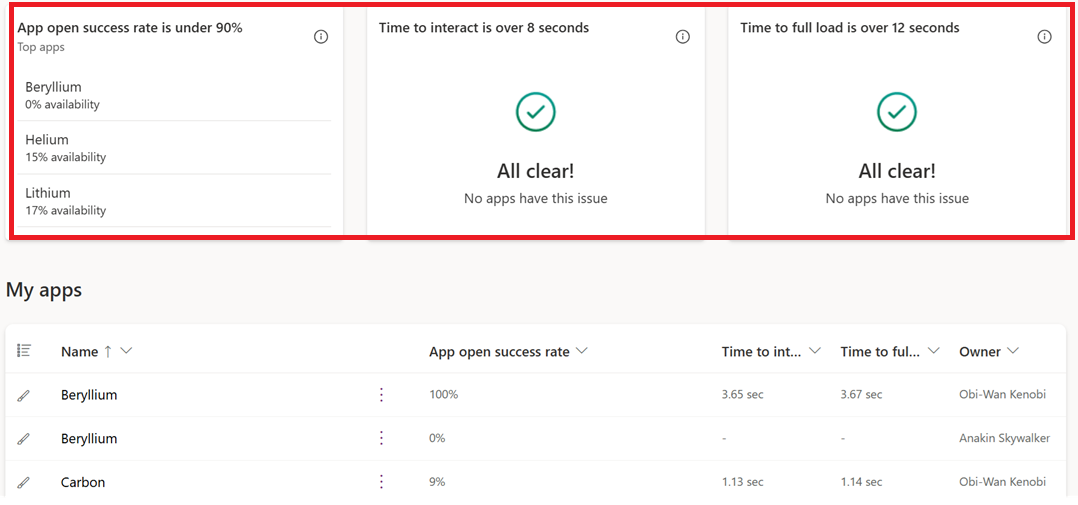 App open success rate is under 90%
Top apps
Beryllium
0% availability
Helium
15% availability
Lithium
17% availability
Time to interact is over 8 seconds
All clear!
No apps have this issue
Time to full load is over 12 seconds
All clear!
No apps have this issue
My apps
Name App open success rate Time to int... Time to ful... Owner
Beryllium 100% 3.65 sec 3.67 sec Obi-Wan Kenobi
Beryllium 0% - - Anakin Skywalker
Carbon 9% 1.13 sec 1.14 sec Obi-Wan Kenobi